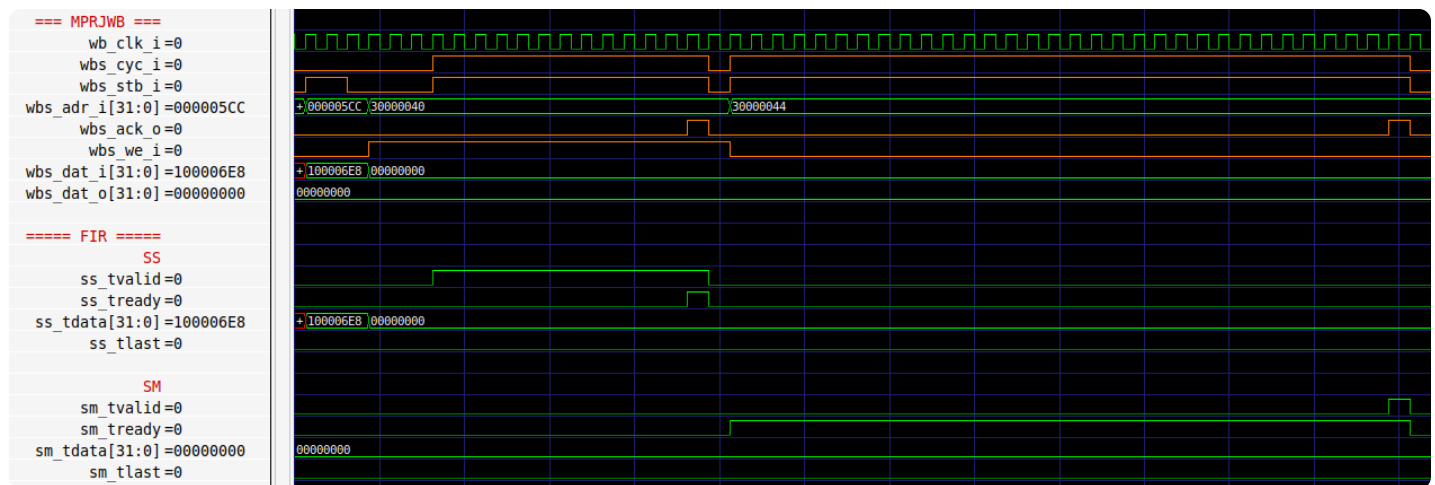 === MPRJWB ===
wb_clk_i=0
wbs_cyc_i=0
wbs_stb_i=0
wbs_adr_i[31:0]=000005CC + 000005CC 30000040 30000044
wbs_ack_o=0
wbs_we_i=0
wbs_dat_i[31:0]=100006E8 + 100006E8 00000000
wbs_dat_o[31:0]=00000000 00000000
===== FIR =====
SS
ss_tvalid=0
ss_tready=0
ss_tdata[31:0]=100006E8 + 100006E8 00000000
ss_tlast=0
SM
sm_tvalid=0
sm_tready=0
sm_tdata[31:0]=00000000 00000000
sm_tlast=0